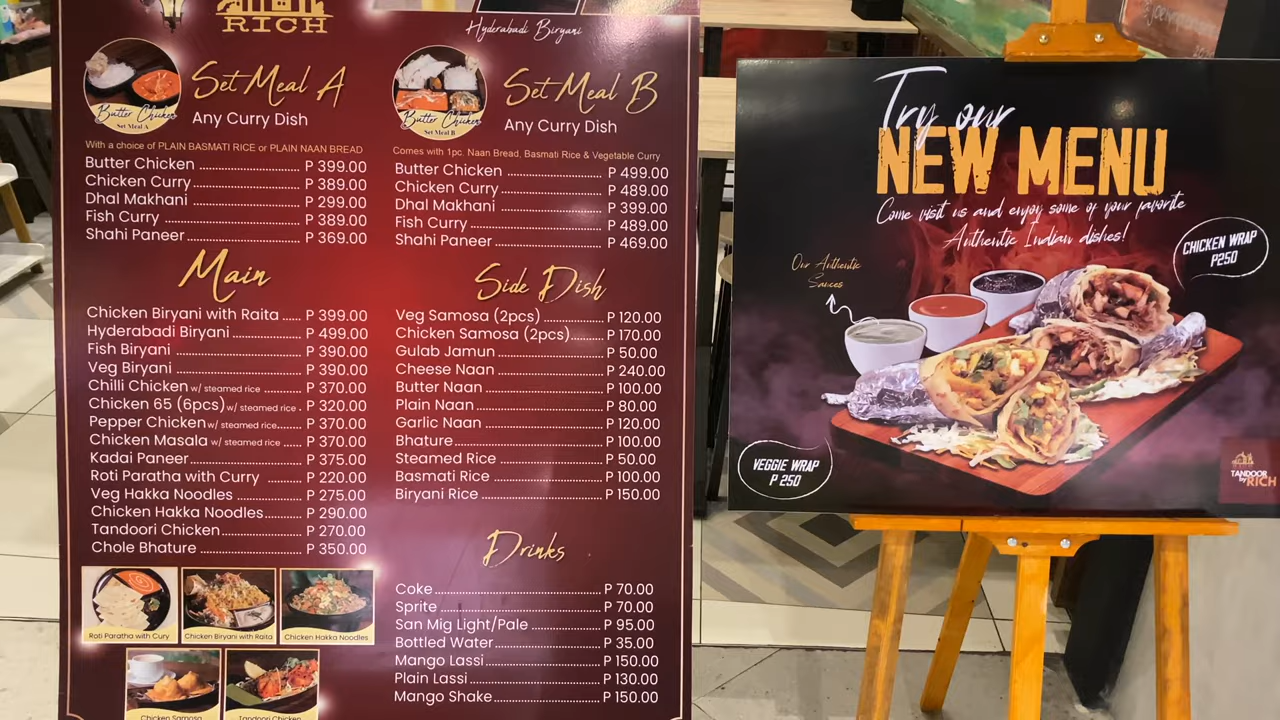 RICH
Hyderabadi Biryani
Butter Chicken
Set Meal A
Set Meal A
Any Curry Dish
With a choice of PLAIN BASMATI RICE or PLAIN NAAN BREAD
Butter Chicken ........ P 399.00
Chicken Curry ........ P 389.00
Dhal Makhani ........ P 299.00
Fish Curry ........ P 389.00
Shahi Paneer ........ P 369.00
Butter Chicken
Set Meal B
Set Meal B
Any Curry Dish
Comes with 1pc. Naan Bread, Basmati Rice & Vegetable Curry
Butter Chicken ........ P 499.00
Chicken Curry ........ P 489.00
Dhal Makhani ........ P 399.00
Fish Curry ........ P 489.00
Shahi Paneer ........ P 469.00
Main
Chicken Biryani with Raita ..... P 399.00
Hyderabadi Biryani ........ P 499.00
Fish Biryani ........ P 390.00
Veg Biryani ........ P 390.00
Chilli Chicken w/ steamed rice ........ P 370.00
Chicken 65 (6pcs) w/ steamed rice . P 320.00
Pepper Chicken w/ steamed rice ..... P 370.00
Chicken Masala w/ steamed rice ..... P 370.00
Kadai Paneer ........ P 375.00
Roti Paratha with Curry ........ P 220.00
Veg Hakka Noodles ........ P 275.00
Chicken Hakka Noodles ........ P 290.00
Tandoori Chicken ........ P 270.00
Chole Bhature ........ P 350.00
Roti Paratha with Cury
Chicken Biryani with Raita
Chicken Hakka Noodles
Chicken Samosa
Tandoori Chicken
Side Dish
Veg Samosa (2pcs) ........ P 120.00
Chicken Samosa (2pcs) ........ P 170.00
Gulab Jamun ........ P 50.00
Cheese Naan ........ P 240.00
Butter Naan ........ P 100.00
Plain Naan ........ P 80.00
Garlic Naan ........ P 120.00
Bhature ........ P 100.00
Steamed Rice ........ P 50.00
Basmati Rice ........ P 100.00
Biryani Rice ........ P 150.00
Drinks
Coke ........ P 70.00
Sprite ........ P 70.00
San Mig Light/Pale ........ P 95.00
Bottled Water ........ P 35.00
Mango Lassi ........ P 150.00
Plain Lassi ........ P 130.00
Mango Shake ........ P 150.00
Try our
NEW MENU
Come visit us and enjoy some of your favorite
Authentic Indian dishes!
CHICKEN WRAP
P250
Our Authentic
Sauces
VEGGIE WRAP
P 250
TANDOOR
by RICH